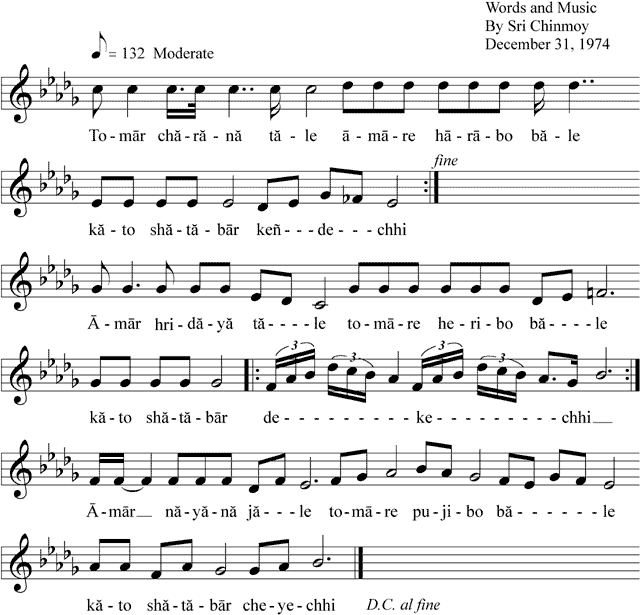 Words and Music
By Sri Chinmoy
December 31, 1974
= 132 Moderate
To-mār chă-ră-nă tă-le ā-mā-re hā-rā-bo bă-le
fine
kă-to shă-tă-bār keñ---de--chhi
Ā-mār hri-dā-yă tā----le to-mā-re he-ri-bo bā---le
3 3 3 3
kă-to shă-tă-bār de----------ke---------chhi
Ā-mār nā-yă-nă jă--le to-mā-re pu-ji-bo bā-----le
kă-to shă-tă-bār che-ye-chhi D.C. al fine